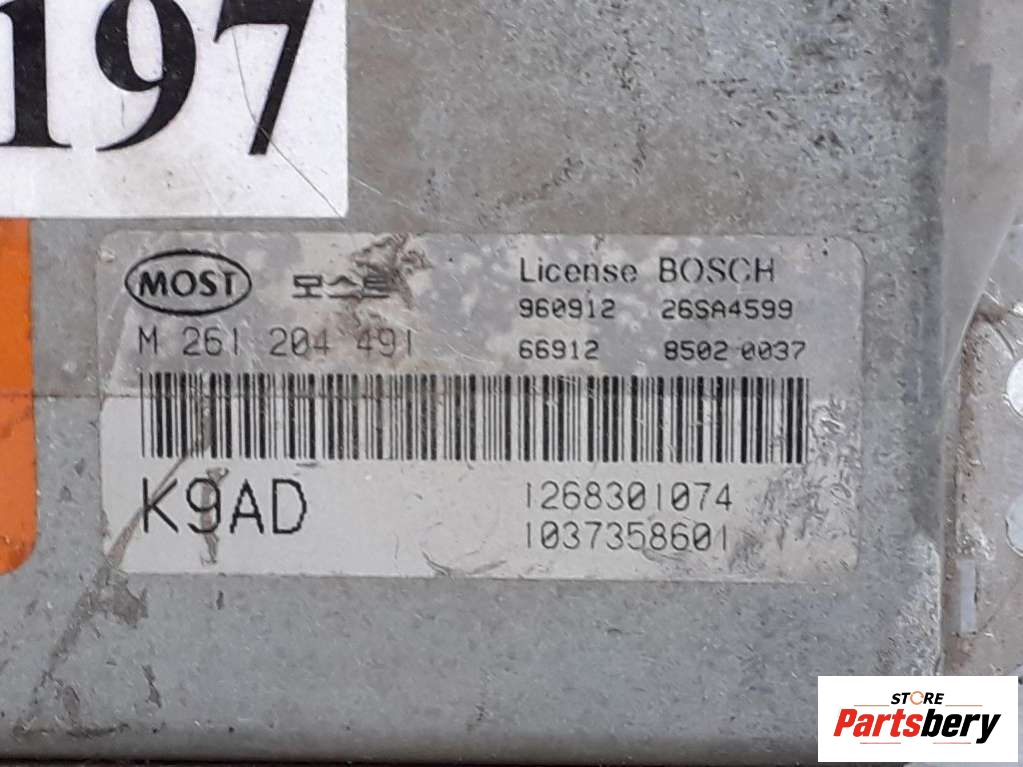 197
MOST 모스트 License BOSCH
960912 26SA4599
M 261 204 491
66912 8502 0037
K9AD
1268301074
1037358601
STORE
Partsbery